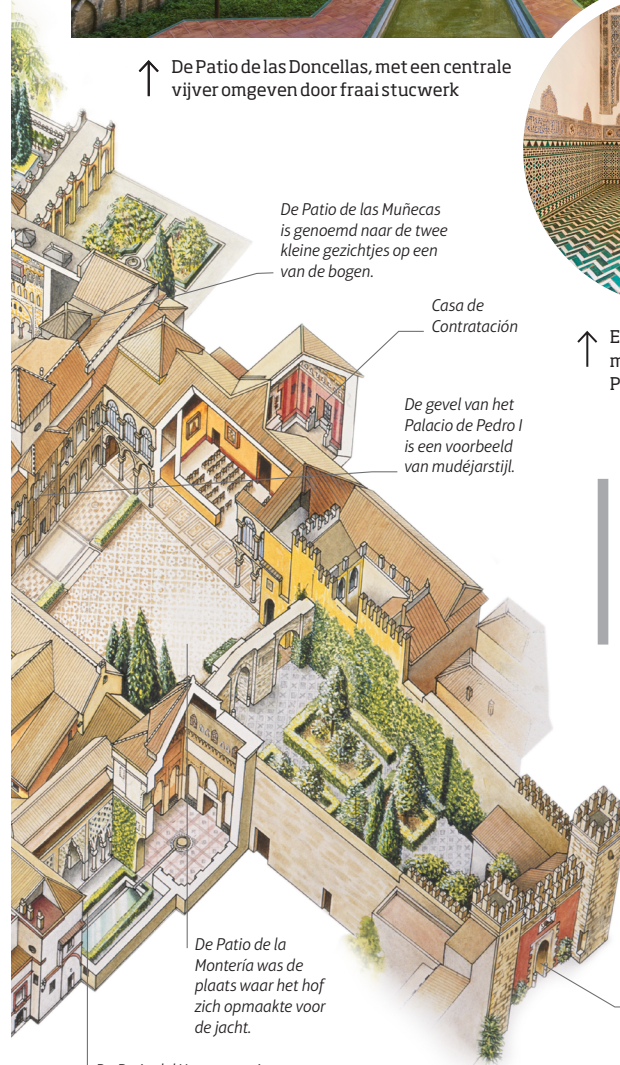 ↑ De Patio de las Doncellas, met een centrale
vijver omgeven door fraai stucwerk
De Patio de las Muñecas
is genoemd naar de twee
kleine gezichtjes op een
van de bogen.
Casa de
Contratación
De gevel van het
Palacio de Pedro I
is een voorbeeld
van mudéjarstijl.
De Patio de la
Montería was de
plaats waar het hof
zich opmaakte voor
de jacht.